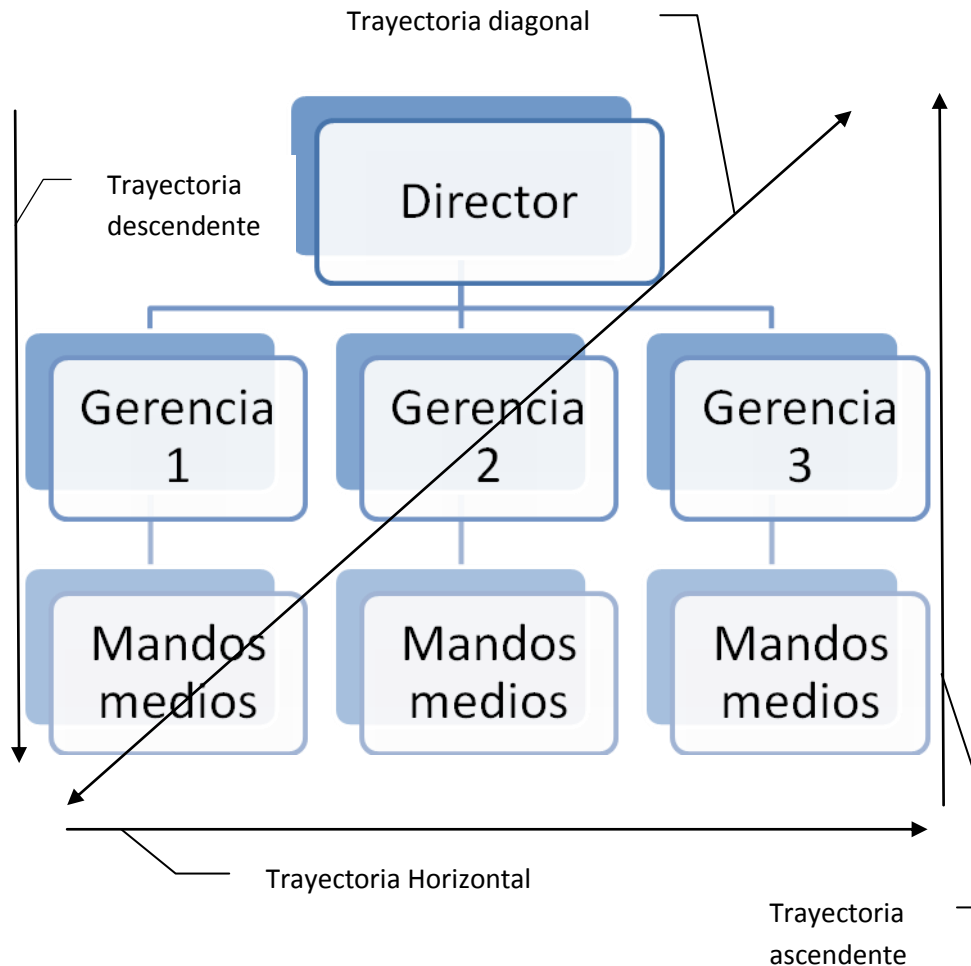 Trayectoria diagonal
Trayectoria
descendente
Director
Gerencia
1
Gerencia
2
Gerencia
3
Mandos
medios
Mandos
medios
Mandos
medios
Trayectoria Horizontal
Trayectoria
ascendente